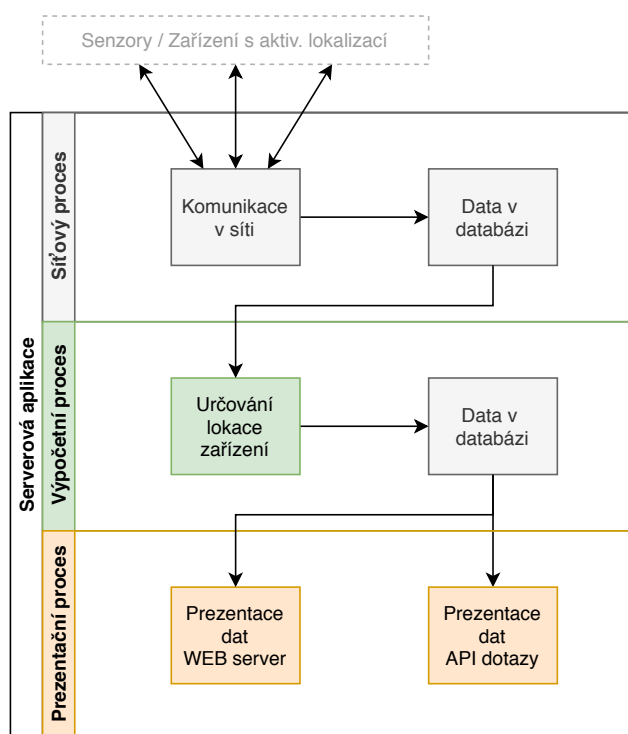 Senzory / Zařízení s aktiv. lokalizací
Serverová aplikace
Síťový proces
Komunikace
v síti
Data v
databázi
Výpočetní proces
Určování
lokace
zařízení
Data v
databázi
Prezentační proces
Prezentace
dat
WEB server
Prezentace
dat
API dotazy